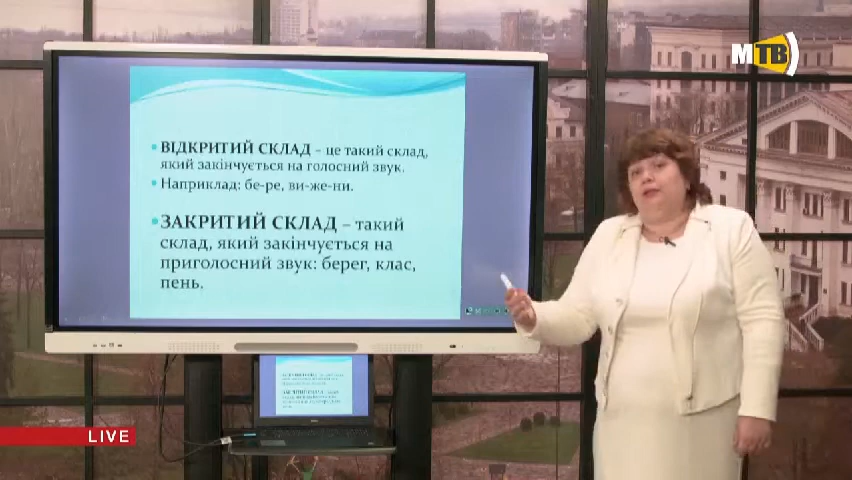 МТВ
ВІДКРИТИЙ СКЛАД – це такий склад,
який закінчується на голосний звук.
Наприклад: бе-ре, ви-же-ни.
ЗАКРИТИЙ СКЛАД – такий
склад, який закінчується на
приголосний звук: берег, клас,
пень.
LIVE